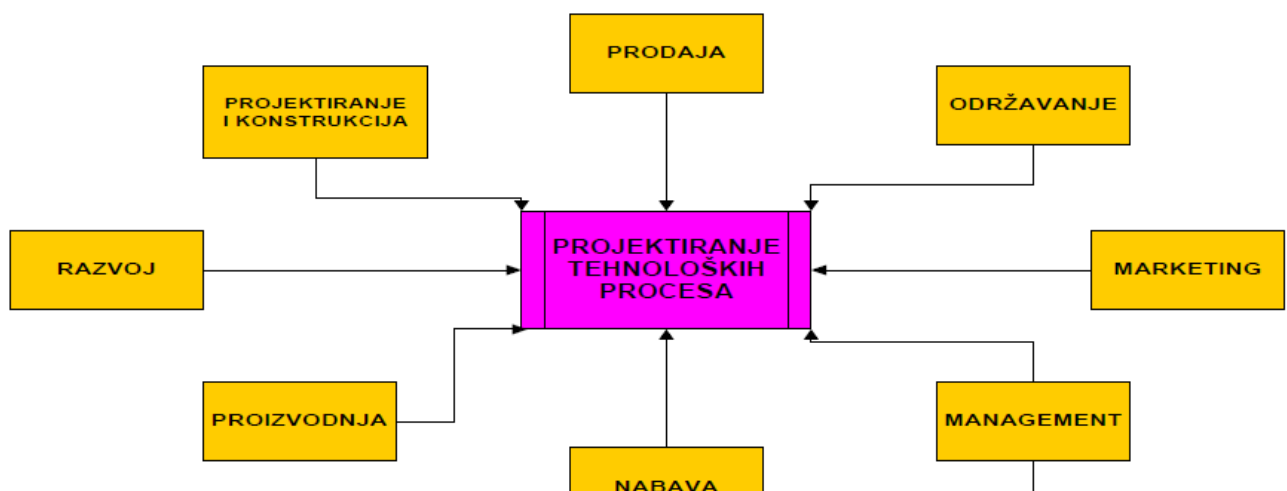 PRODAJA
PROJEKTIRANJE
I KONSTRUKCIJA
ODRŽAVANJE
PROJEKTIRANJE
TEHNOLOŠKIH
PROCESA
RAZVOJ
MARKETING
PROIZVODNJA
MANAGEMENT
NABAVA